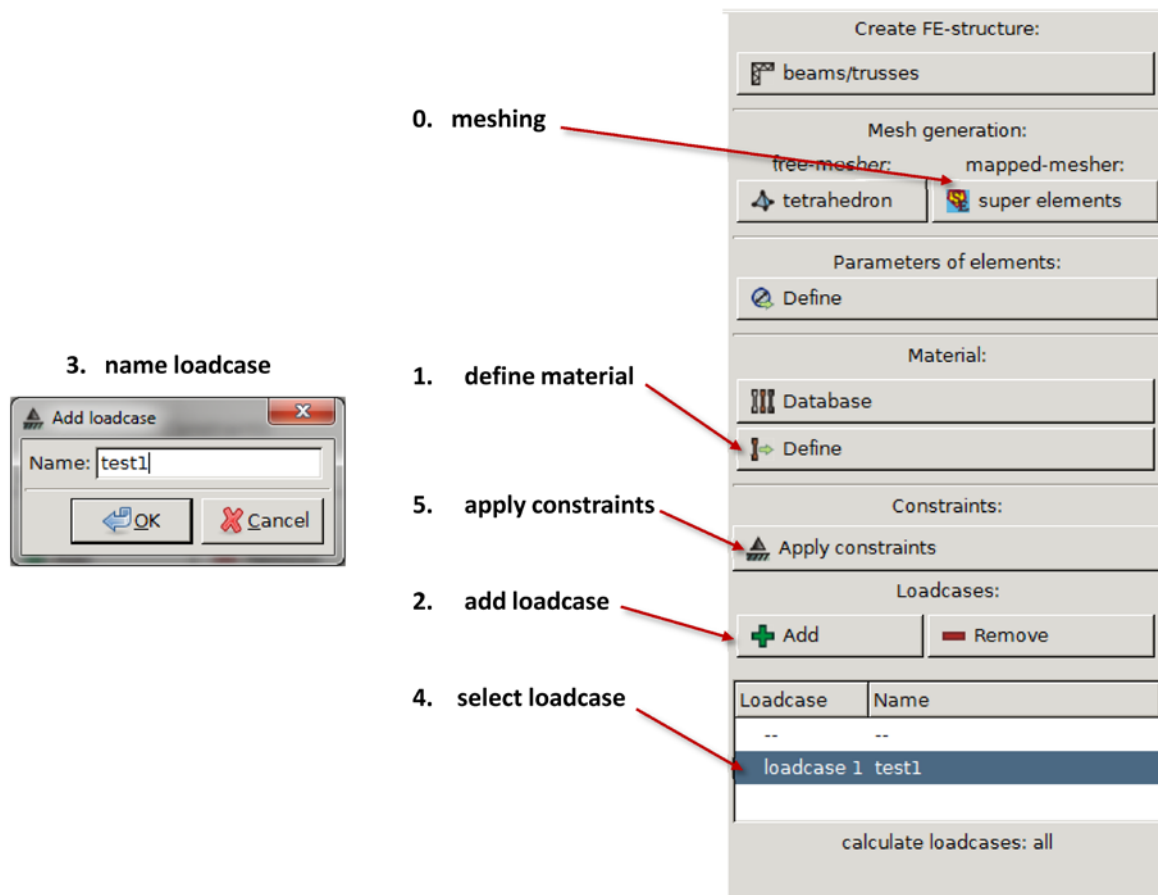 Create FE-structure:
beams/trusses
0. meshing
Mesh generation:
free-mesher: mapped-mesher:
tetrahedron super elements
Parameters of elements:
Define
Material:
3. name loadcase
1. define material
Database
Add loadcase
Define
Name: test1
Constraints:
5. apply constraints
OK Cancel
Apply constraints
Loadcases:
2. add loadcase
Add Remove
4. select loadcase
Loadcase Name
-- --
loadcase 1 test1
calculate loadcases: all